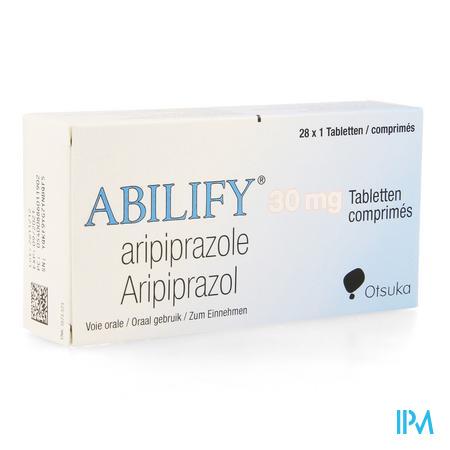 28 x 1 Tabletten / comprimés
ABILIFY® 30 mg Tabletten
comprimés
aripiprazole
Aripiprazol
Otsuka
Voie orale / Oraal gebruik / Zum Einnehmen
IPM